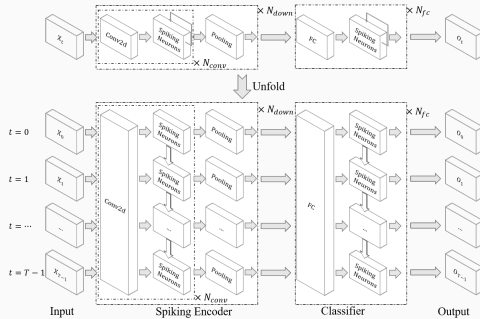 × N_down
× N_fc
X_t
Conv2d
Spiking Neurons
Pooling
FC
Spiking Neurons
O_t
× N_conv
Unfold
× N_down
× N_fc
t = 0
X_0
Conv2d
Spiking Neurons
Pooling
FC
Spiking Neurons
O_0
t = 1
X_1
Spiking Neurons
Pooling
Spiking Neurons
O_1
t = ⋯
...
...
...
...
...
t = T − 1
X_{T−1}
Spiking Neurons
Pooling
Spiking Neurons
O_{T−1}
× N_conv
Input
Spiking Encoder
Classifier
Output